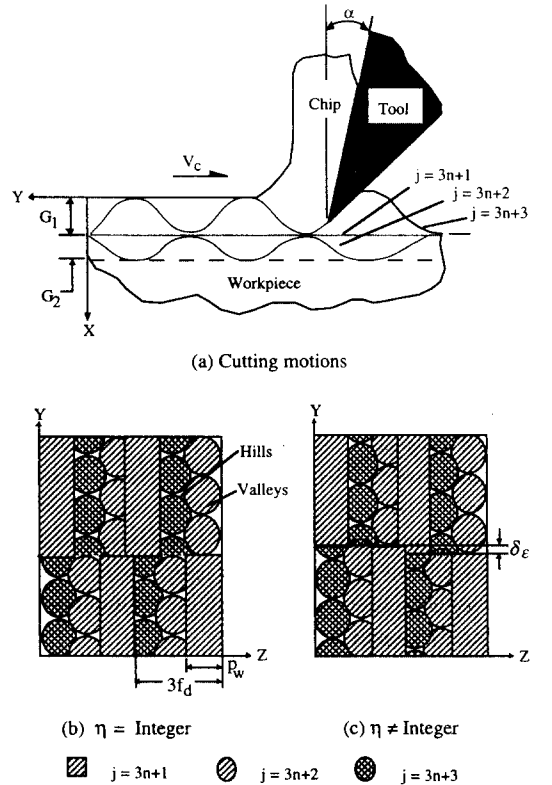 α
Chip
Tool
V_c
Y
G_1
j = 3n+1
j = 3n+2
j = 3n+3
G_2
Workpiece
X
(a) Cutting motions
Y
Hills
Valleys
Z
p_w
3f_d
Y
δ_ε
Z
(b) η = Integer
(c) η ≠ Integer
j = 3n+1
j = 3n+2
j = 3n+3